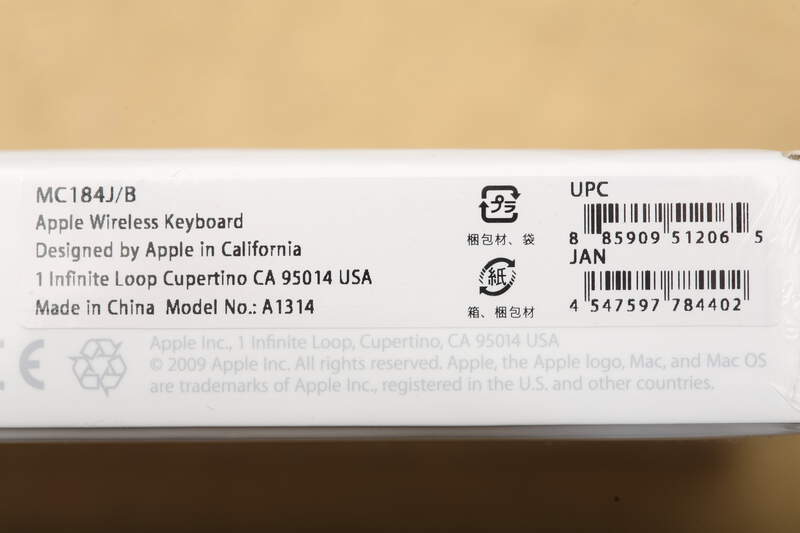 MC184J/B
Apple Wireless Keyboard
Designed by Apple in California
1 Infinite Loop Cupertino CA 95014 USA
Made in China Model No.: A1314
プラ
梱包材、袋
紙
箱、梱包材
UPC
8 85909 51206 5
JAN
4 547597 784402
CE
Apple Inc., 1 Infinite Loop, Cupertino, CA 95014 USA
© 2009 Apple Inc. All rights reserved. Apple, the Apple logo, Mac, and Mac OS
are trademarks of Apple Inc., registered in the U.S. and other countries.